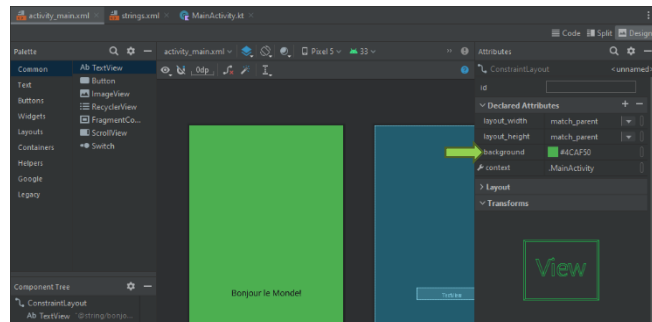 activity_main.xml
strings.xml
MainActivity.kt
Code
Split
Design
Palette
activity_main.xml
Pixel 5
33
Attributes
Common
Text
Buttons
Widgets
Layouts
Containers
Helpers
Google
Legacy
Ab TextView
Button
ImageView
RecyclerView
FragmentCo...
ScrollView
Switch
0dp
ConstraintLayout
<unnamed>
id
Declared Attributes
layout_width
match_parent
layout_height
match_parent
background
#4CAF50
context
.MainActivity
Layout
Transforms
View
Bonjour le Monde!
TextView
Component Tree
ConstraintLayout
Ab TextView "@string/bonjo...